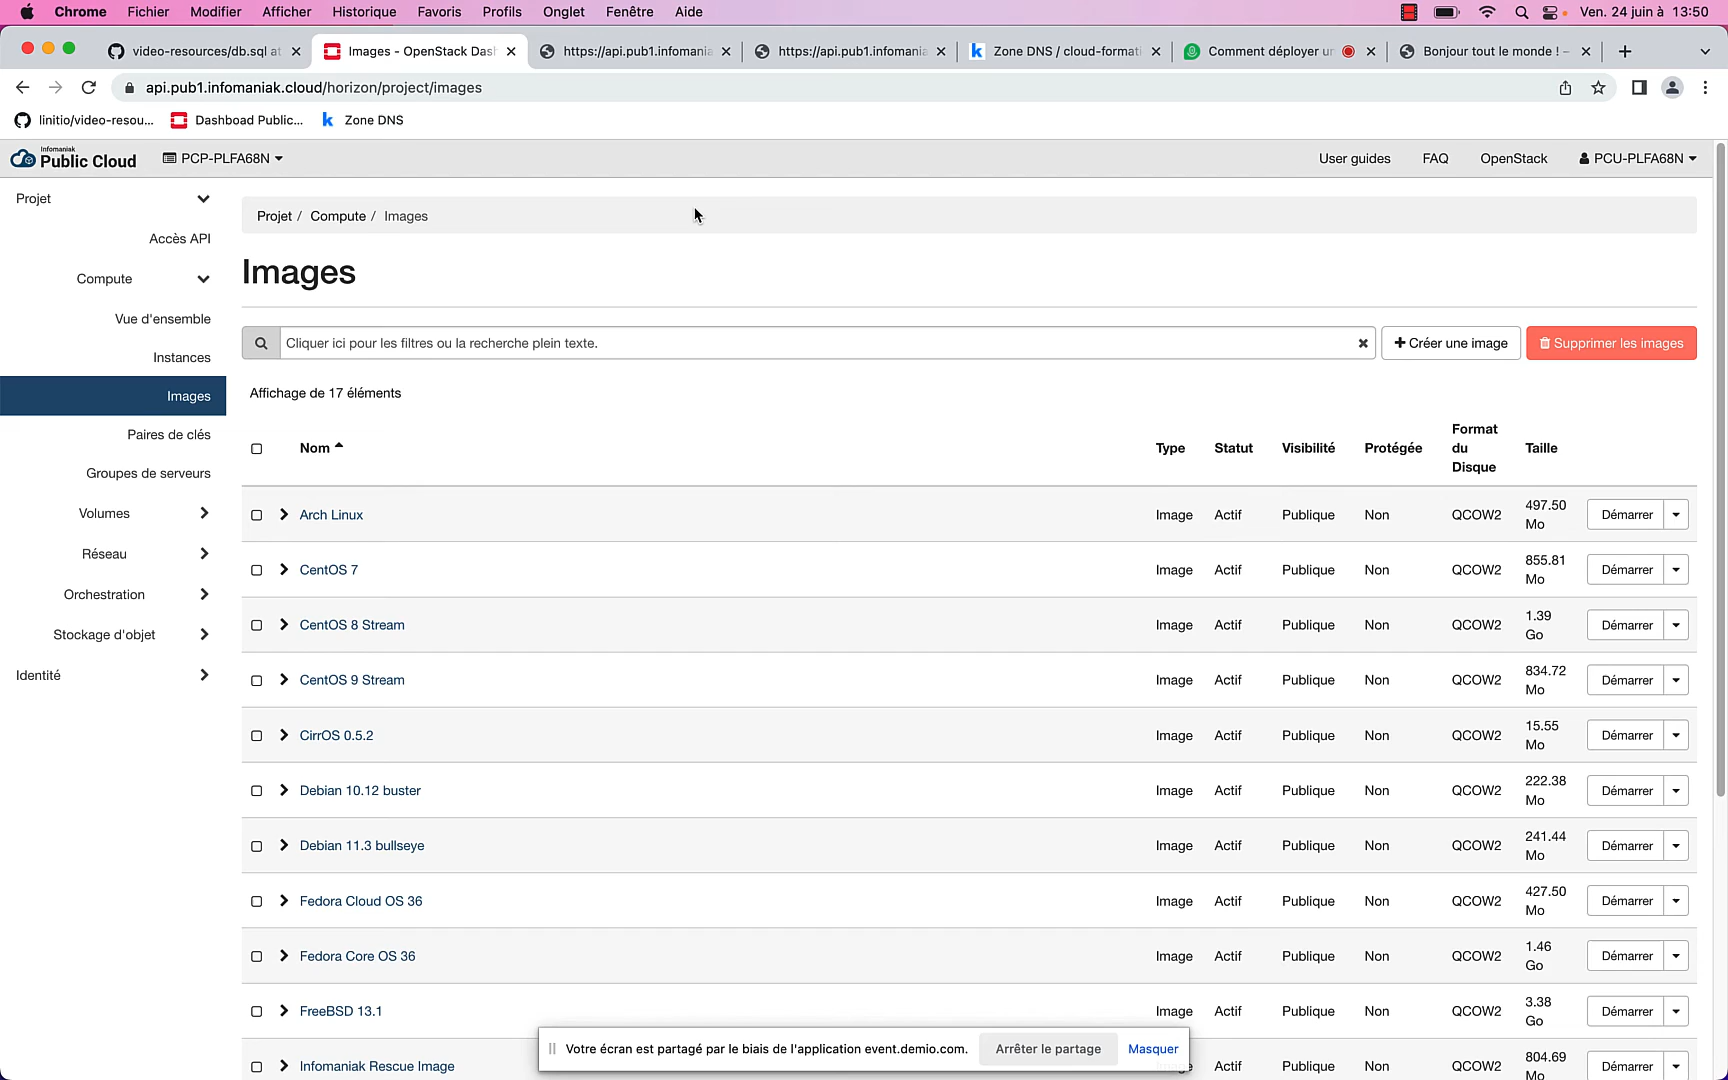 Chrome Fichier Modifier Afficher Historique Favoris Profils Onglet Fenêtre Aide Ven. 24 juin à 13:50
video-resources/db.sql at Images - OpenStack Das https://api.pub1.infomania https://api.pub1.infomania Zone DNS / cloud-formati Comment déployer un Bonjour tout le monde ! –
api.pub1.infomaniak.cloud/horizon/project/images
linitio/video-resou... Dashboad Public... Zone DNS
Infomaniak
Public Cloud PCP-PLFA68N User guides FAQ OpenStack PCU-PLFA68N
Projet
Projet / Compute / Images
Accès API
Compute
Images
Vue d'ensemble
Instances
Cliquer ici pour les filtres ou la recherche plein texte. Créer une image Supprimer les images
Images
Affichage de 17 éléments
Paires de clés
Groupes de serveurs
Volumes
Réseau
Orchestration
Stockage d'objet
Identité
Nom Type Statut Visibilité Protégée Format du Disque Taille
Arch Linux Image Actif Publique Non QCOW2 497.50 Mo Démarrer
CentOS 7 Image Actif Publique Non QCOW2 855.81 Mo Démarrer
CentOS 8 Stream Image Actif Publique Non QCOW2 1.39 Go Démarrer
CentOS 9 Stream Image Actif Publique Non QCOW2 834.72 Mo Démarrer
CirrOS 0.5.2 Image Actif Publique Non QCOW2 15.55 Mo Démarrer
Debian 10.12 buster Image Actif Publique Non QCOW2 222.38 Mo Démarrer
Debian 11.3 bullseye Image Actif Publique Non QCOW2 241.44 Mo Démarrer
Fedora Cloud OS 36 Image Actif Publique Non QCOW2 427.50 Mo Démarrer
Fedora Core OS 36 Image Actif Publique Non QCOW2 1.46 Go Démarrer
FreeBSD 13.1 Image Actif Publique Non QCOW2 3.38 Go Démarrer
Votre écran est partagé par le biais de l'application event.demio.com. Arrêter le partage Masquer
Infomaniak Rescue Image Actif Publique Non QCOW2 804.69 Mo Démarrer